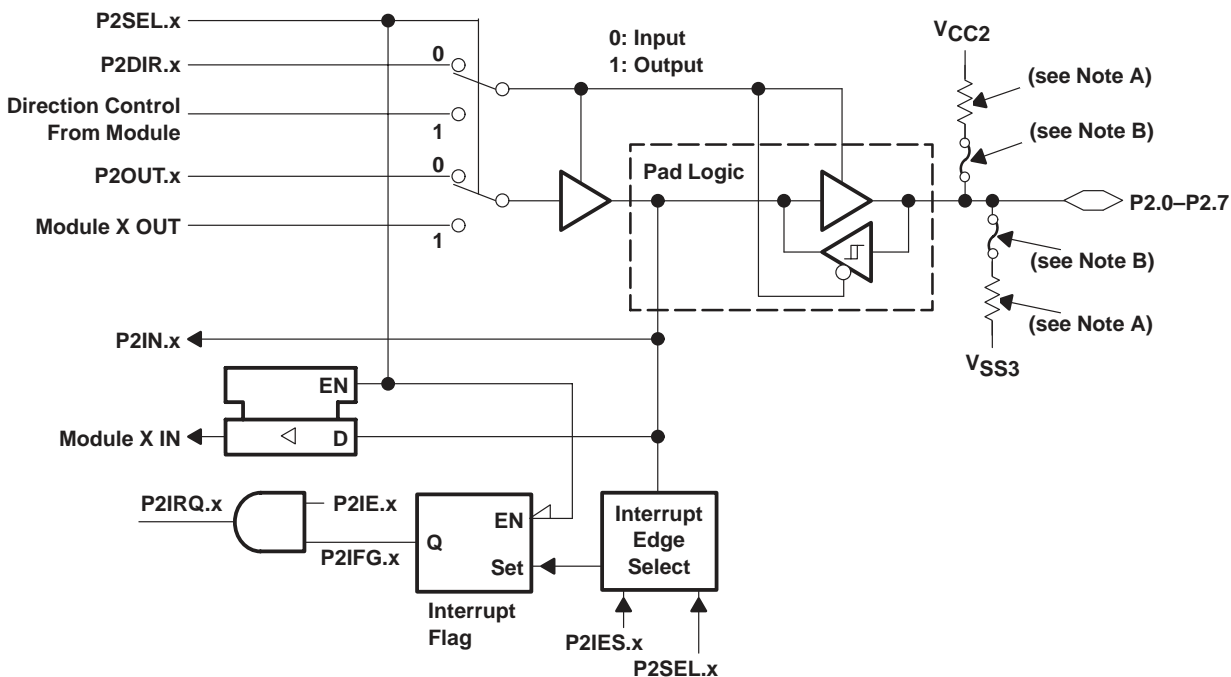 P2SEL.x
P2DIR.x
0
0: Input
1: Output
Direction Control
From Module
1
P2OUT.x
0
Module X OUT
1
Pad Logic
VCC2
(see Note A)
(see Note B)
P2.0–P2.7
(see Note B)
(see Note A)
VSS3
P2IN.x
EN
Module X IN
D
P2IRQ.x
P2IE.x
P2IFG.x
EN
Q
Set
Interrupt
Flag
Interrupt
Edge
Select
P2IES.x
P2SEL.x